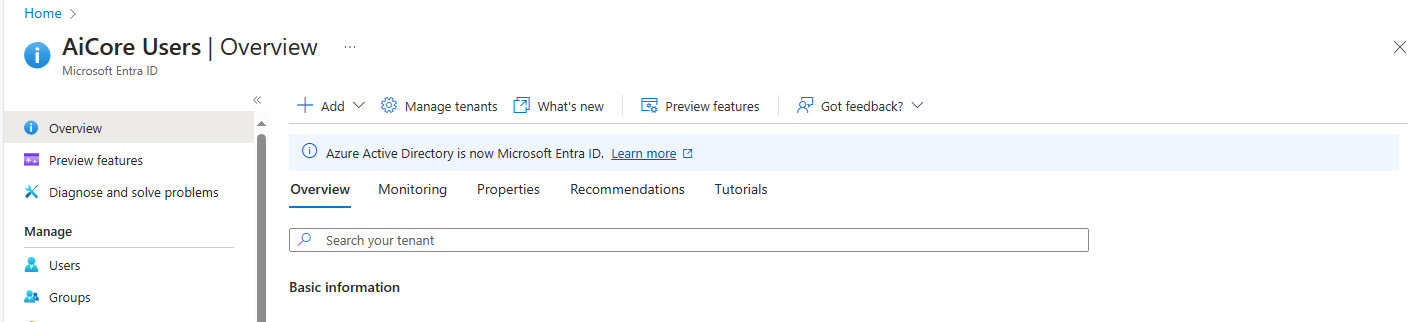 Home
AiCore Users | Overview
Microsoft Entra ID
Add Manage tenants What's new Preview features Got feedback?
Overview
Preview features
Diagnose and solve problems
Manage
Users
Groups
Azure Active Directory is now Microsoft Entra ID. Learn more
Overview Monitoring Properties Recommendations Tutorials
Search your tenant
Basic information